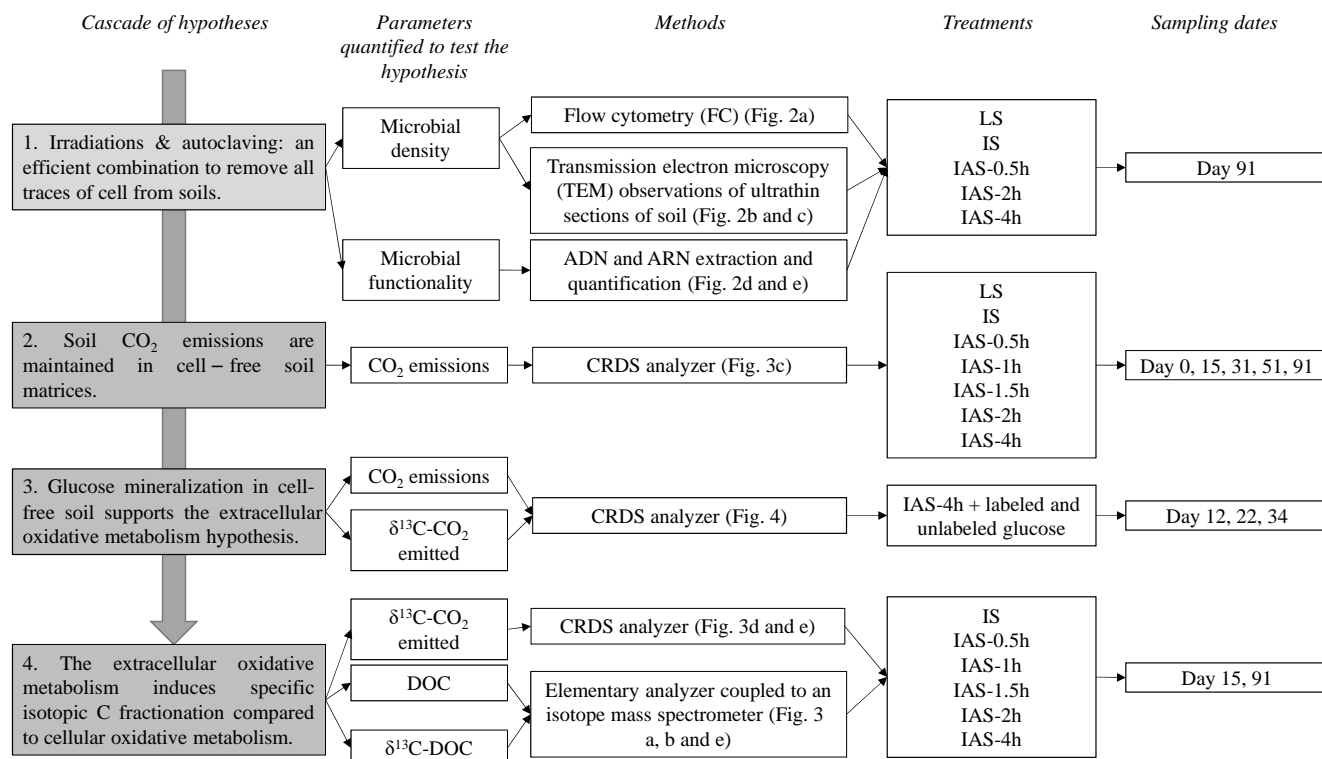 Cascade of hypotheses
Parameters
quantified to test the
hypothesis
Methods
Treatments
Sampling dates
1. Irradiations & autoclaving: an
efficient combination to remove all
traces of cell from soils.
Microbial
density
Microbial
functionality
Flow cytometry (FC) (Fig. 2a)
Transmission electron microscopy
(TEM) observations of ultrathin
sections of soil (Fig. 2b and c)
ADN and ARN extraction and
quantification (Fig. 2d and e)
LS
IS
IAS-0.5h
IAS-2h
IAS-4h
Day 91
2. Soil CO₂ emissions are
maintained in cell – free soil
matrices.
CO₂ emissions
CRDS analyzer (Fig. 3c)
LS
IS
IAS-0.5h
IAS-1h
IAS-1.5h
IAS-2h
IAS-4h
Day 0, 15, 31, 51, 91
3. Glucose mineralization in cell-
free soil supports the extracellular
oxidative metabolism hypothesis.
CO₂ emissions
δ¹³C-CO₂
emitted
CRDS analyzer (Fig. 4)
IAS-4h + labeled and
unlabeled glucose
Day 12, 22, 34
4. The extracellular oxidative
metabolism induces specific
isotopic C fractionation compared
to cellular oxidative metabolism.
δ¹³C-CO₂
emitted
DOC
δ¹³C-DOC
CRDS analyzer (Fig. 3d and e)
Elementary analyzer coupled to an
isotope mass spectrometer (Fig. 3
a, b and e)
IS
IAS-0.5h
IAS-1h
IAS-1.5h
IAS-2h
IAS-4h
Day 15, 91